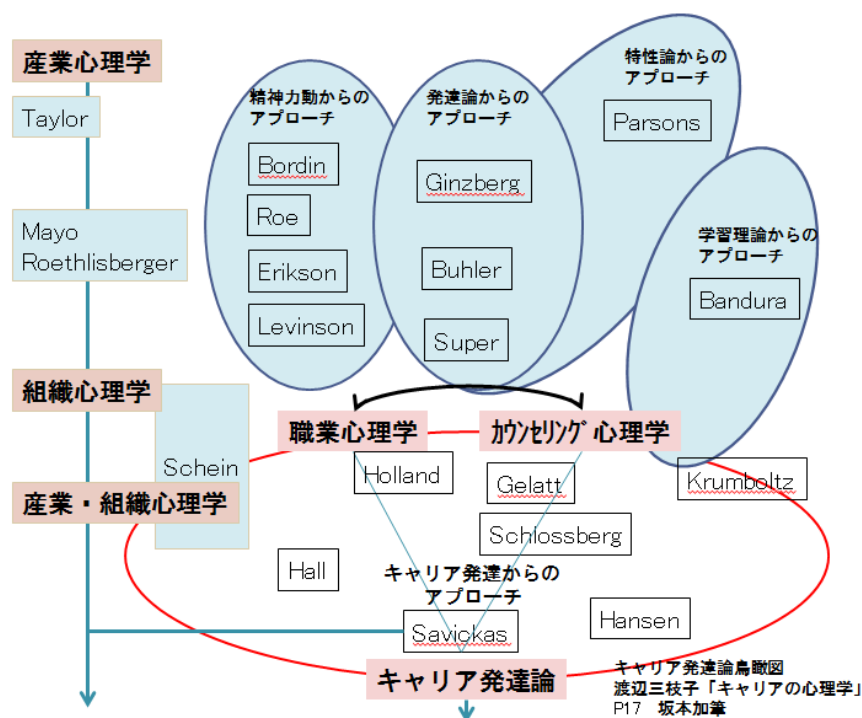 産業心理学
Taylor
Mayo
Roethlisberger
組織心理学
Schein
産業・組織心理学
精神力動からの
アプローチ
Bordin
Roe
Erikson
Levinson
発達論からの
アプローチ
Ginzberg
Buhler
Super
特性論からの
アプローチ
Parsons
学習理論からの
アプローチ
Bandura
職業心理学
ｶｳﾝｾﾘﾝｸﾞ心理学
Holland
Gelatt
Krumboltz
Schlossberg
Hall
キャリア発達からの
アプローチ
Savickas
Hansen
キャリア発達論
キャリア発達論鳥瞰図
渡辺三枝子「キャリアの心理学」
P17　坂本加筆